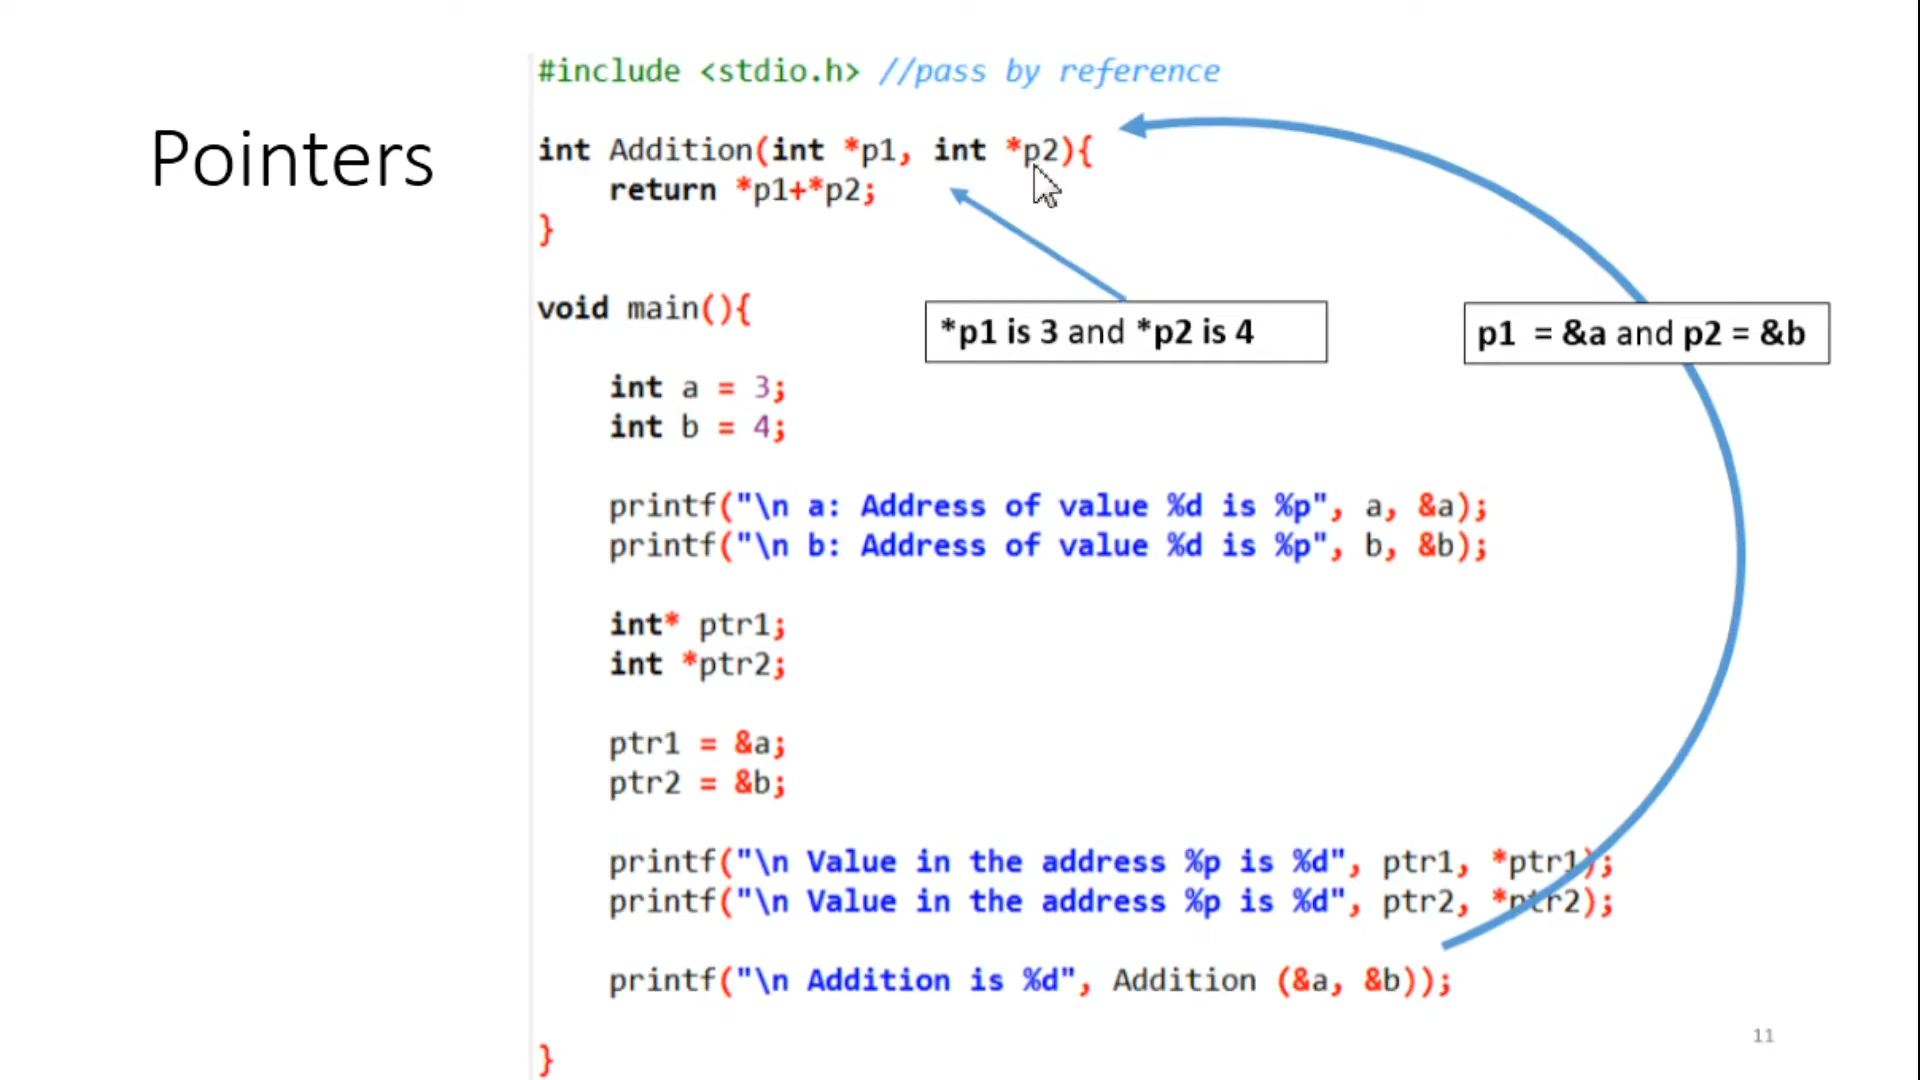 Pointers
#include <stdio.h> //pass by reference
int Addition(int *p1, int *p2){
return *p1+*p2;
}
void main(){
*p1 is 3 and *p2 is 4
p1 = &a and p2 = &b
int a = 3;
int b = 4;
printf("\n a: Address of value %d is %p", a, &a);
printf("\n b: Address of value %d is %p", b, &b);
int* ptr1;
int *ptr2;
ptr1 = &a;
ptr2 = &b;
printf("\n Value in the address %p is %d", ptr1, *ptr1);
printf("\n Value in the address %p is %d", ptr2, *ptr2);
printf("\n Addition is %d", Addition (&a, &b));
}
11